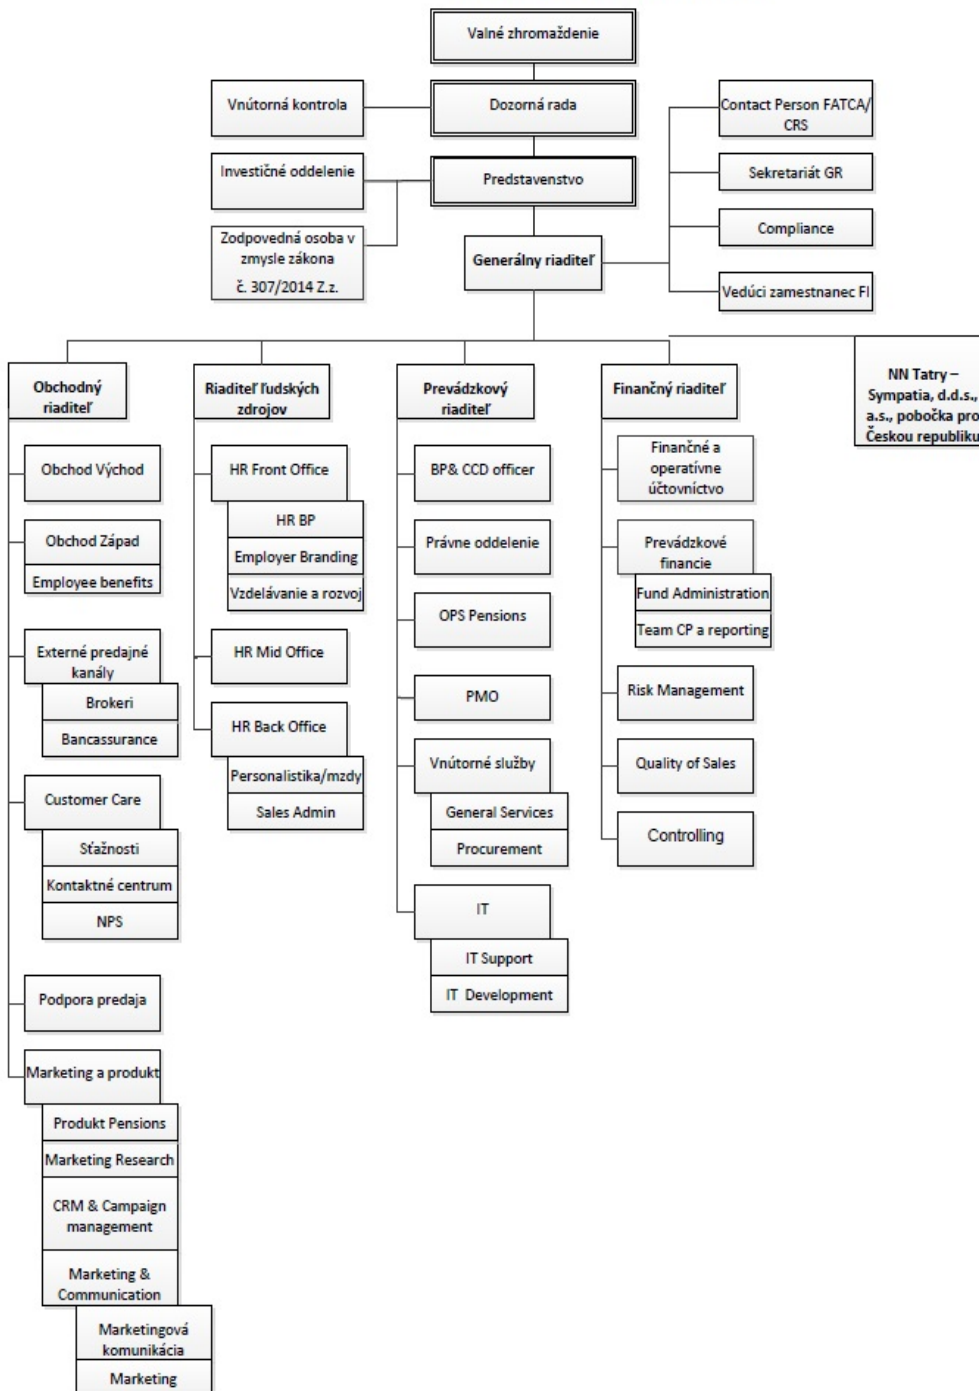 Valné zhromaždenie
Vnútorná kontrola
Dozorná rada
Contact Person FATCA/
CRS
Investičné oddelenie
Predstavenstvo
Sekretariát GR
Zodpovedná osoba v
zmysle zákona
č. 307/2014 Z.z.
Generálny riaditeľ
Compliance
Vedúci zamestnanec FI
Obchodný
riaditeľ
Obchod Východ
Obchod Západ
Employee benefits
Externé predajné
kanály
Brokeri
Bancassurance
Customer Care
Sťažnosti
Kontaktné centrum
NPS
Podpora predaja
Marketing a produkt
Produkt Pensions
Marketing Research
CRM & Campaign
management
Marketing &
Communication
Marketingová
komunikácia
Marketing
Riaditeľ ľudských
zdrojov
HR Front Office
HR BP
Employer Branding
Vzdelávanie a rozvoj
HR Mid Office
HR Back Office
Personalistika/mzdy
Sales Admin
Prevádzkový
riaditeľ
BP& CCD officer
Právne oddelenie
OPS Pensions
PMO
Vnútorné služby
General Services
Procurement
IT
IT Support
IT Development
Finančný riaditeľ
Finančné a
operatívne
účtovníctvo
Prevádzkové
financie
Fund Administration
Team CP a reporting
Risk Management
Quality of Sales
Controlling
NN Tatry –
Sympatia, d.d.s.,
a.s., pobočka pro
Českou republiku